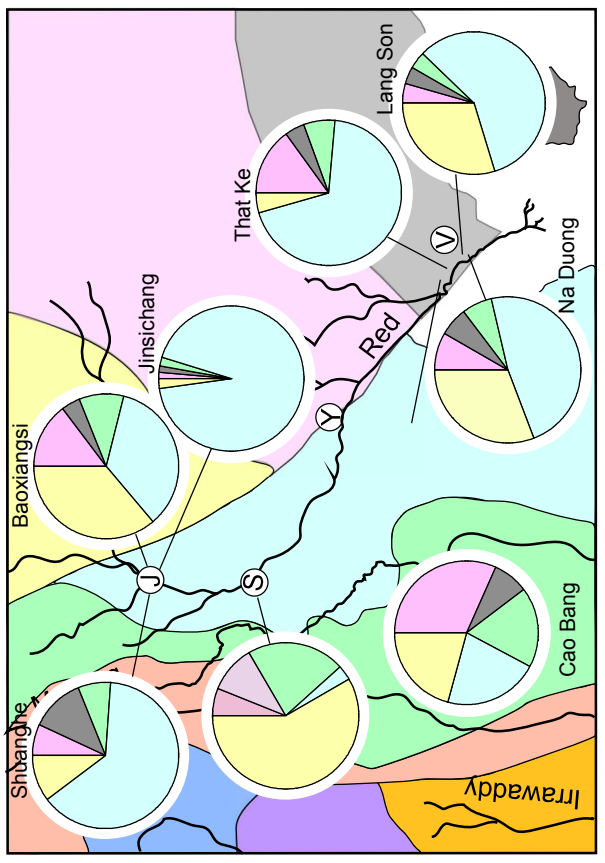 Lang Son
That Ke
V
Na Duong
Jinsichang
Red
Y
Baoxiangsi
J
S
Cao Bang
Shuanghe
Irrawaddy